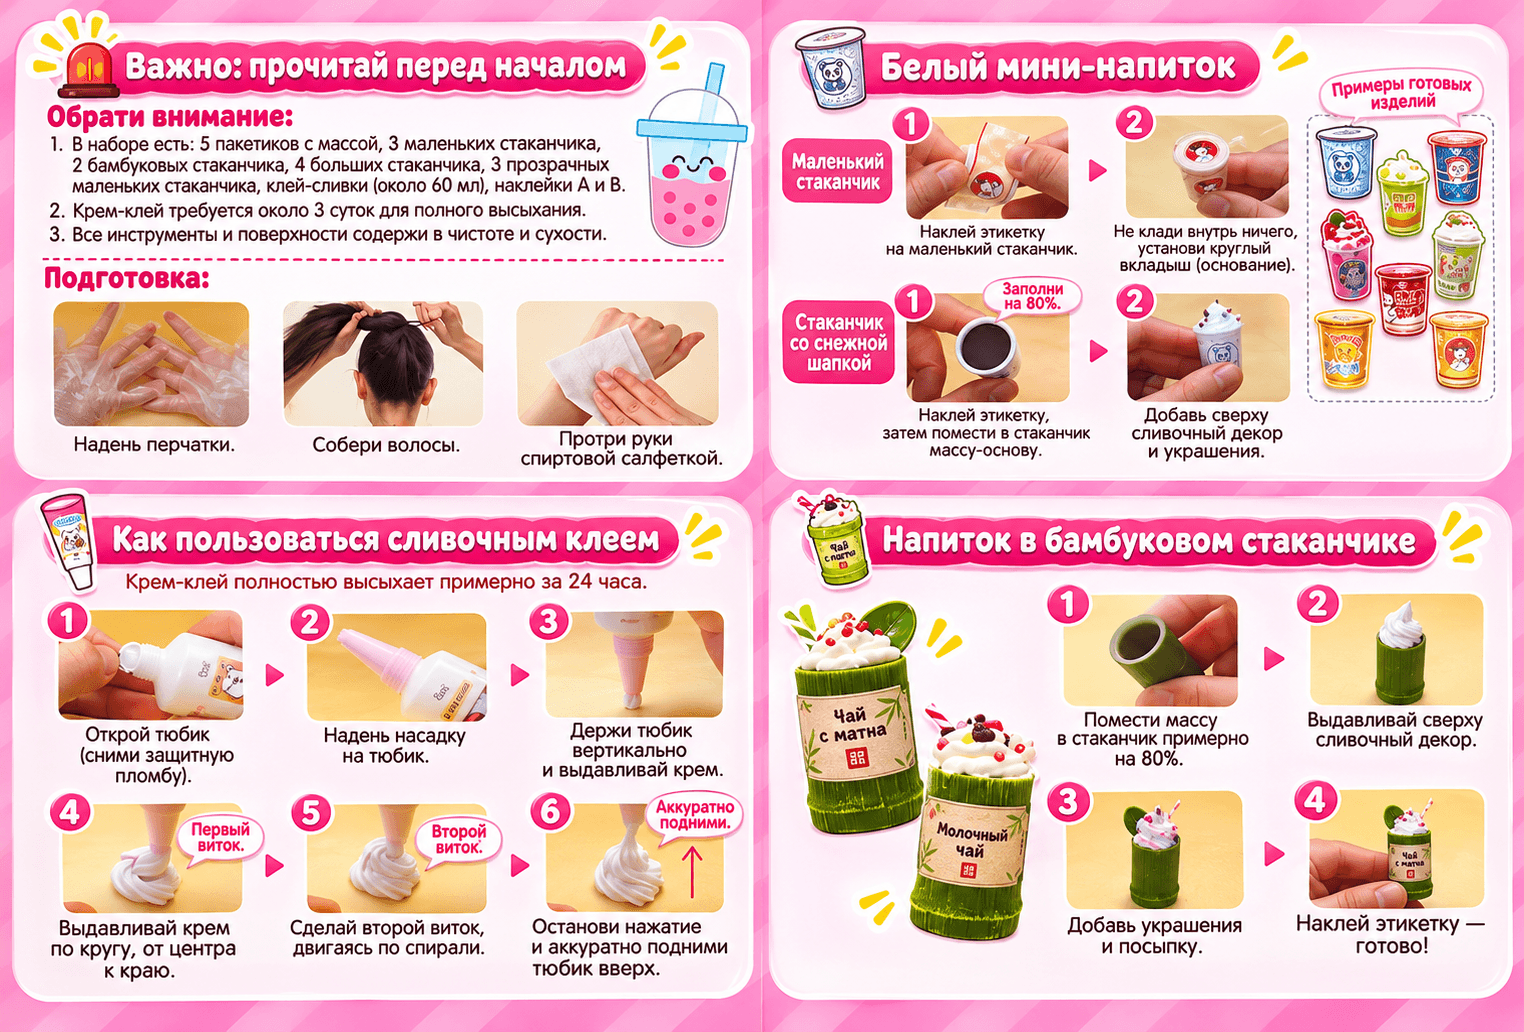 Важно: прочитай перед началом
Обрати внимание:
1. В наборе есть: 5 пакетиков с массой, 3 маленьких стаканчика,
2 бамбуковых стаканчика, 4 больших стаканчика, 3 прозрачных
маленьких стаканчика, клей-сливки (около 60 мл), наклейки А и В.
2. Крем-клей требуется около 3 суток для полного высыхания.
3. Все инструменты и поверхности содержи в чистоте и сухости.
Подготовка:
Надень перчатки.
Собери волосы.
Протри руки
спиртовой салфеткой.
Белый мини-напиток
Примеры готовых
изделий
Маленький
стаканчик
1
Наклей этикетку
на маленький стаканчик.
2
Не клади внутрь ничего,
установи круглый
вкладыш (основание).
Стаканчик
со снежной
шапкой
1
Заполни
на 80%.
Наклей этикетку,
затем помести в стаканчик
массу-основу.
2
Добавь сверху
сливочный декор
и украшения.
Как пользоваться сливочным клеем
Крем-клей полностью высыхает примерно за 24 часа.
1
Открой тюбик
(сними защитную
пломбу).
2
Надень насадку
на тюбик.
3
Держи тюбик
вертикально
и выдавливай крем.
4
Первый
виток.
Выдавливай крем
по кругу, от центра
к краю.
5
Второй
виток.
Сделай второй виток,
двигаясь по спирали.
6
Аккуратно
подними.
Останови нажатие
и аккуратно подними
тюбик вверх.
Напиток в бамбуковом стаканчике
Чай
с матна
Чай
с матна
Молочный
чай
1
Помести массу
в стаканчик примерно
на 80%.
2
Выдавливай сверху
сливочный декор.
3
Добавь украшения
и посыпку.
4
Чай
с матна
Наклей этикетку —
готово!